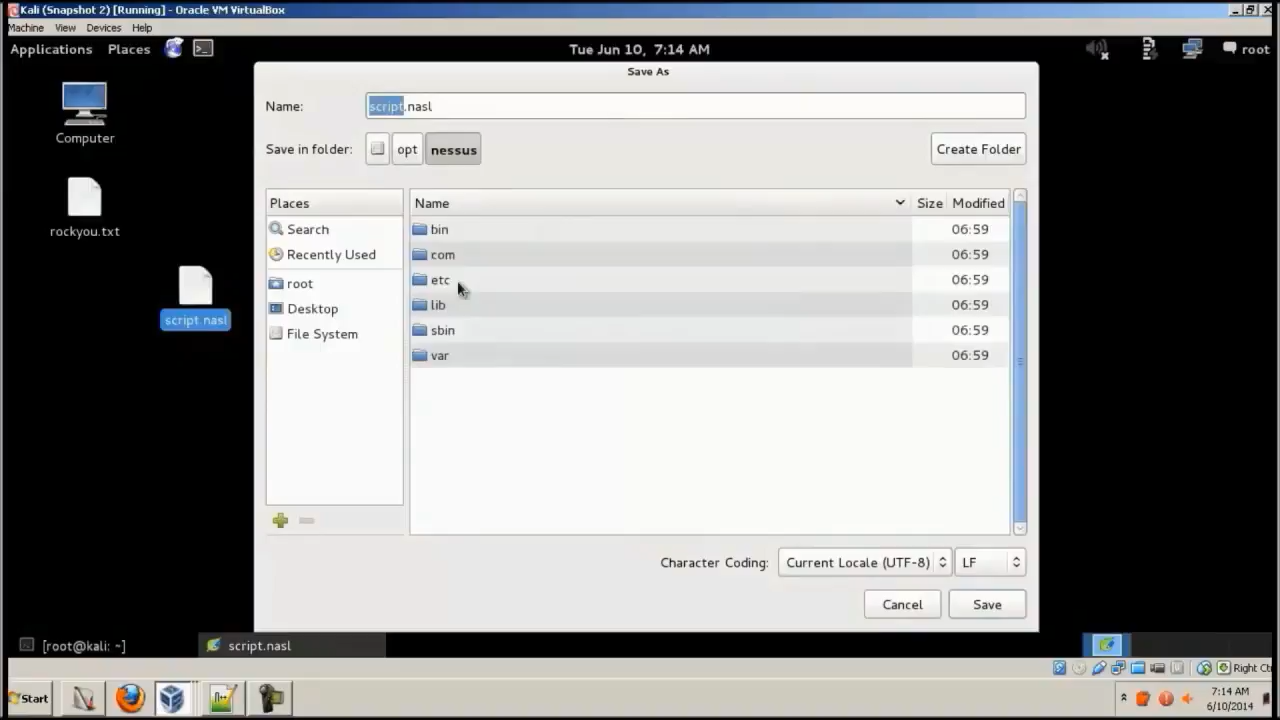 Kali (Snapshot 2) [Running] - Oracle VM VirtualBox
Machine View Devices Help
Applications Places Tue Jun 10, 7:14 AM root
Save As
Name: script.nasl
Save in folder: opt nessus Create Folder
Computer
rockyou.txt
script.nasl
Places
Search
Recently Used
root
Desktop
File System
Name Size Modified
bin 06:59
com 06:59
etc 06:59
lib 06:59
sbin 06:59
var 06:59
Character Coding: Current Locale (UTF-8) LF
Cancel Save
[root@kali: ~] script.nasl
Right Ct
Start
7:14 AM
6/10/2014